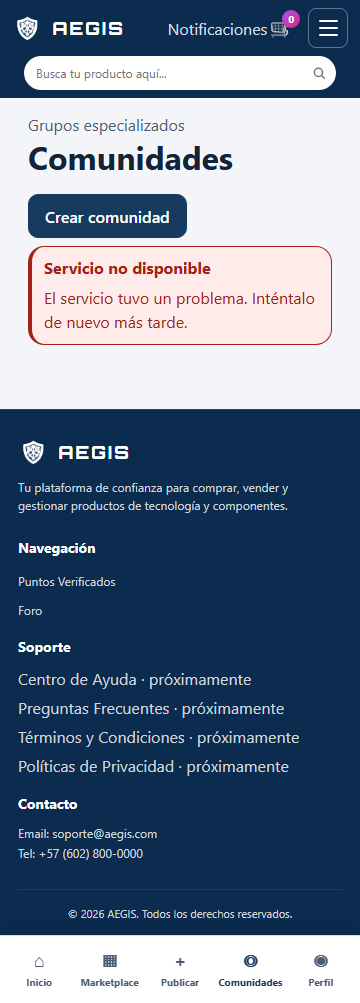 AEGIS
Notificaciones
0
Busca tu producto aquí...
Grupos especializados
Comunidades
Crear comunidad
Servicio no disponible
El servicio tuvo un problema. Inténtalo
de nuevo más tarde.
AEGIS
Tu plataforma de confianza para comprar, vender y
gestionar productos de tecnología y componentes.
Navegación
Puntos Verificados
Foro
Soporte
Centro de Ayuda · próximamente
Preguntas Frecuentes · próximamente
Términos y Condiciones · próximamente
Políticas de Privacidad · próximamente
Contacto
Email: soporte@aegis.com
Tel: +57 (602) 800-0000
© 2026 AEGIS. Todos los derechos reservados.
Inicio
Marketplace
Publicar
Comunidades
Perfil